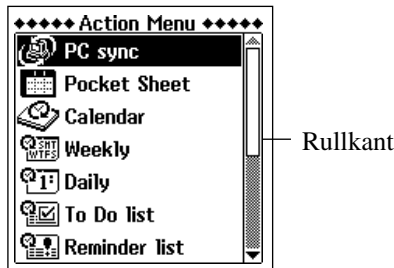 Action Menu
PC sync
Pocket Sheet
Calendar
Weekly
Daily
To Do list
Reminder list
Rullkant